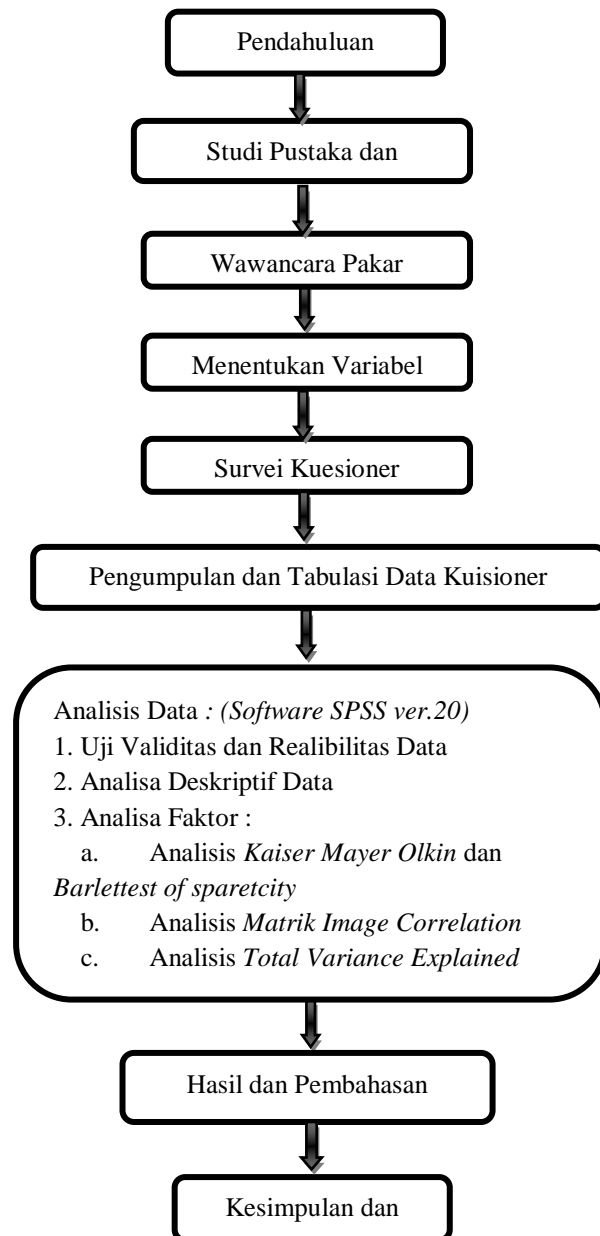 Pendahuluan
Studi Pustaka dan
Wawancara Pakar
Menentukan Variabel
Survei Kuesioner
Pengumpulan dan Tabulasi Data Kuisioner
Analisis Data : (Software SPSS ver.20)
1. Uji Validitas dan Realibilitas Data
2. Analisa Deskriptif Data
3. Analisa Faktor :
a. Analisis Kaiser Mayer Olkin dan
Barlettest of sparetcity
b. Analisis Matrik Image Correlation
c. Analisis Total Variance Explained
Hasil dan Pembahasan
Kesimpulan dan